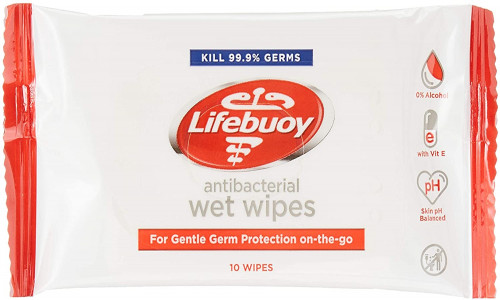 KILL 99.9% GERMS
Lifebuoy
antibacterial
wet wipes
For Gentle Germ Protection on-the-go
10 WIPES
0% Alcohol
e
with Vit E
pH
Skin pH
Balanced